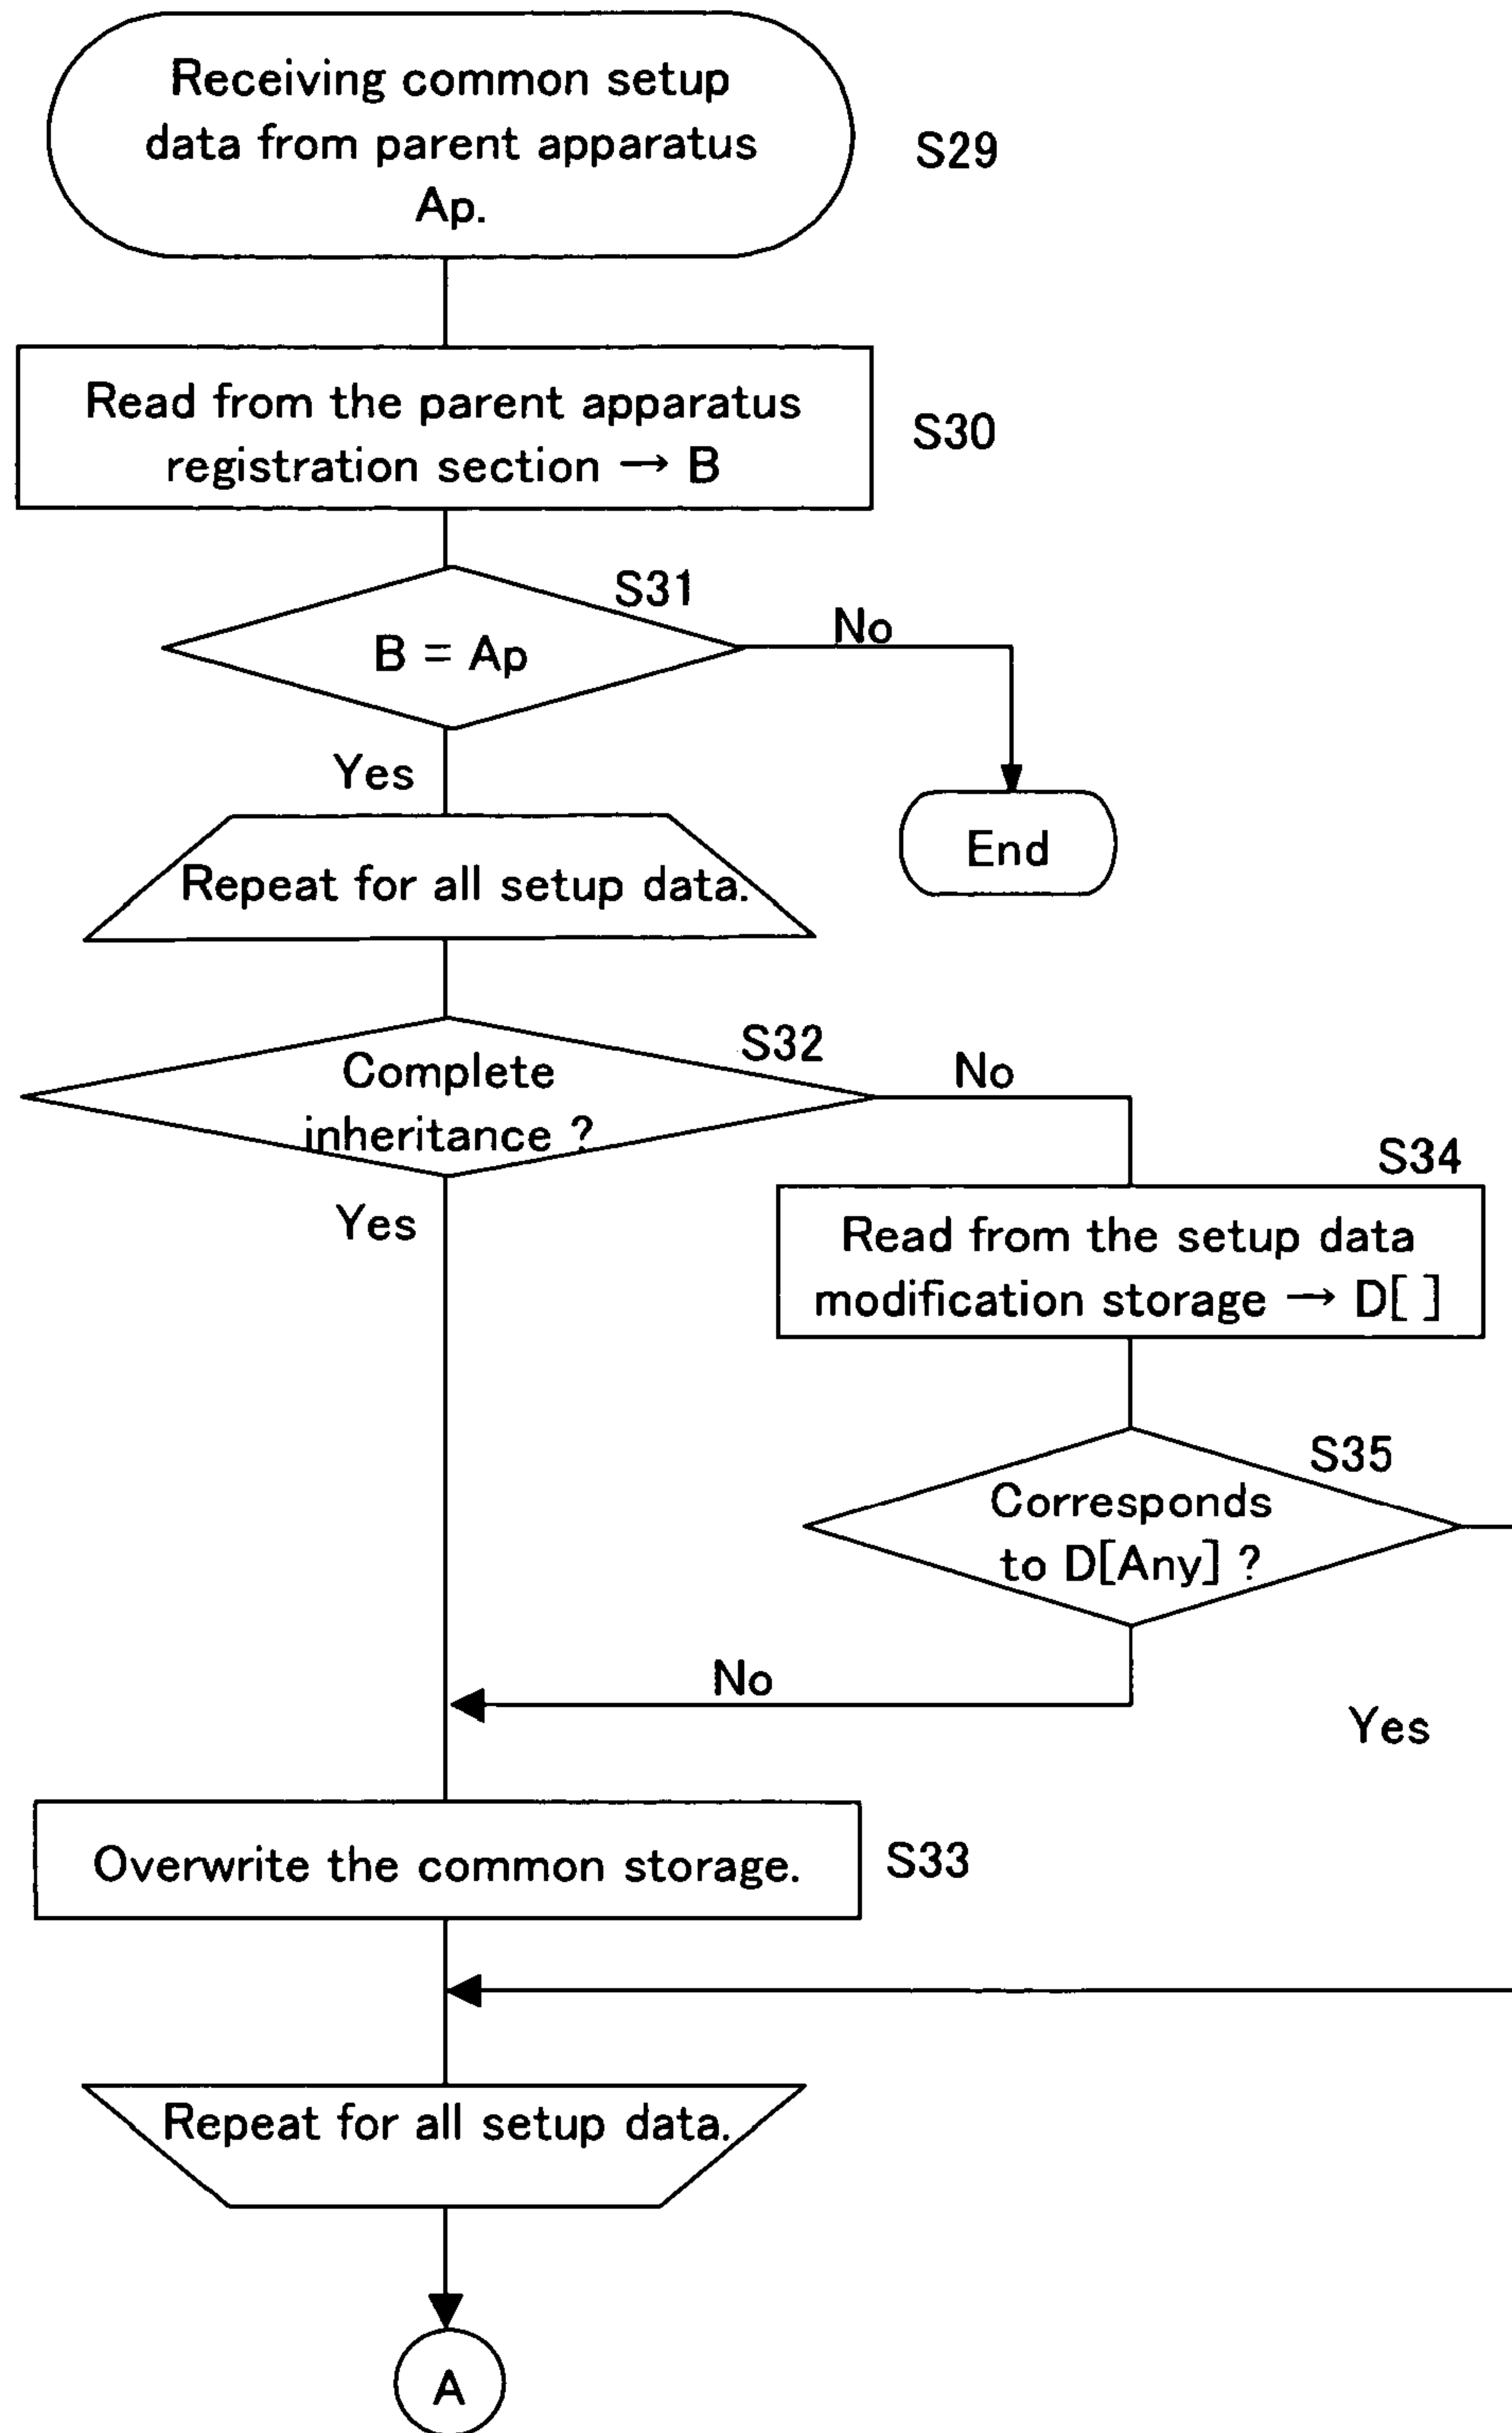 Receiving common setup
data from parent apparatus
Ap.
S29
Read from the parent apparatus
registration section → B
S30
S31
B = Ap
No
Yes
End
Repeat for all setup data.
S32
Complete
inheritance ?
No
Yes
S34
Read from the setup data
modification storage → D[ ]
S35
Corresponds
to D[Any] ?
No
Yes
Overwrite the common storage.
S33
Repeat for all setup data.
A